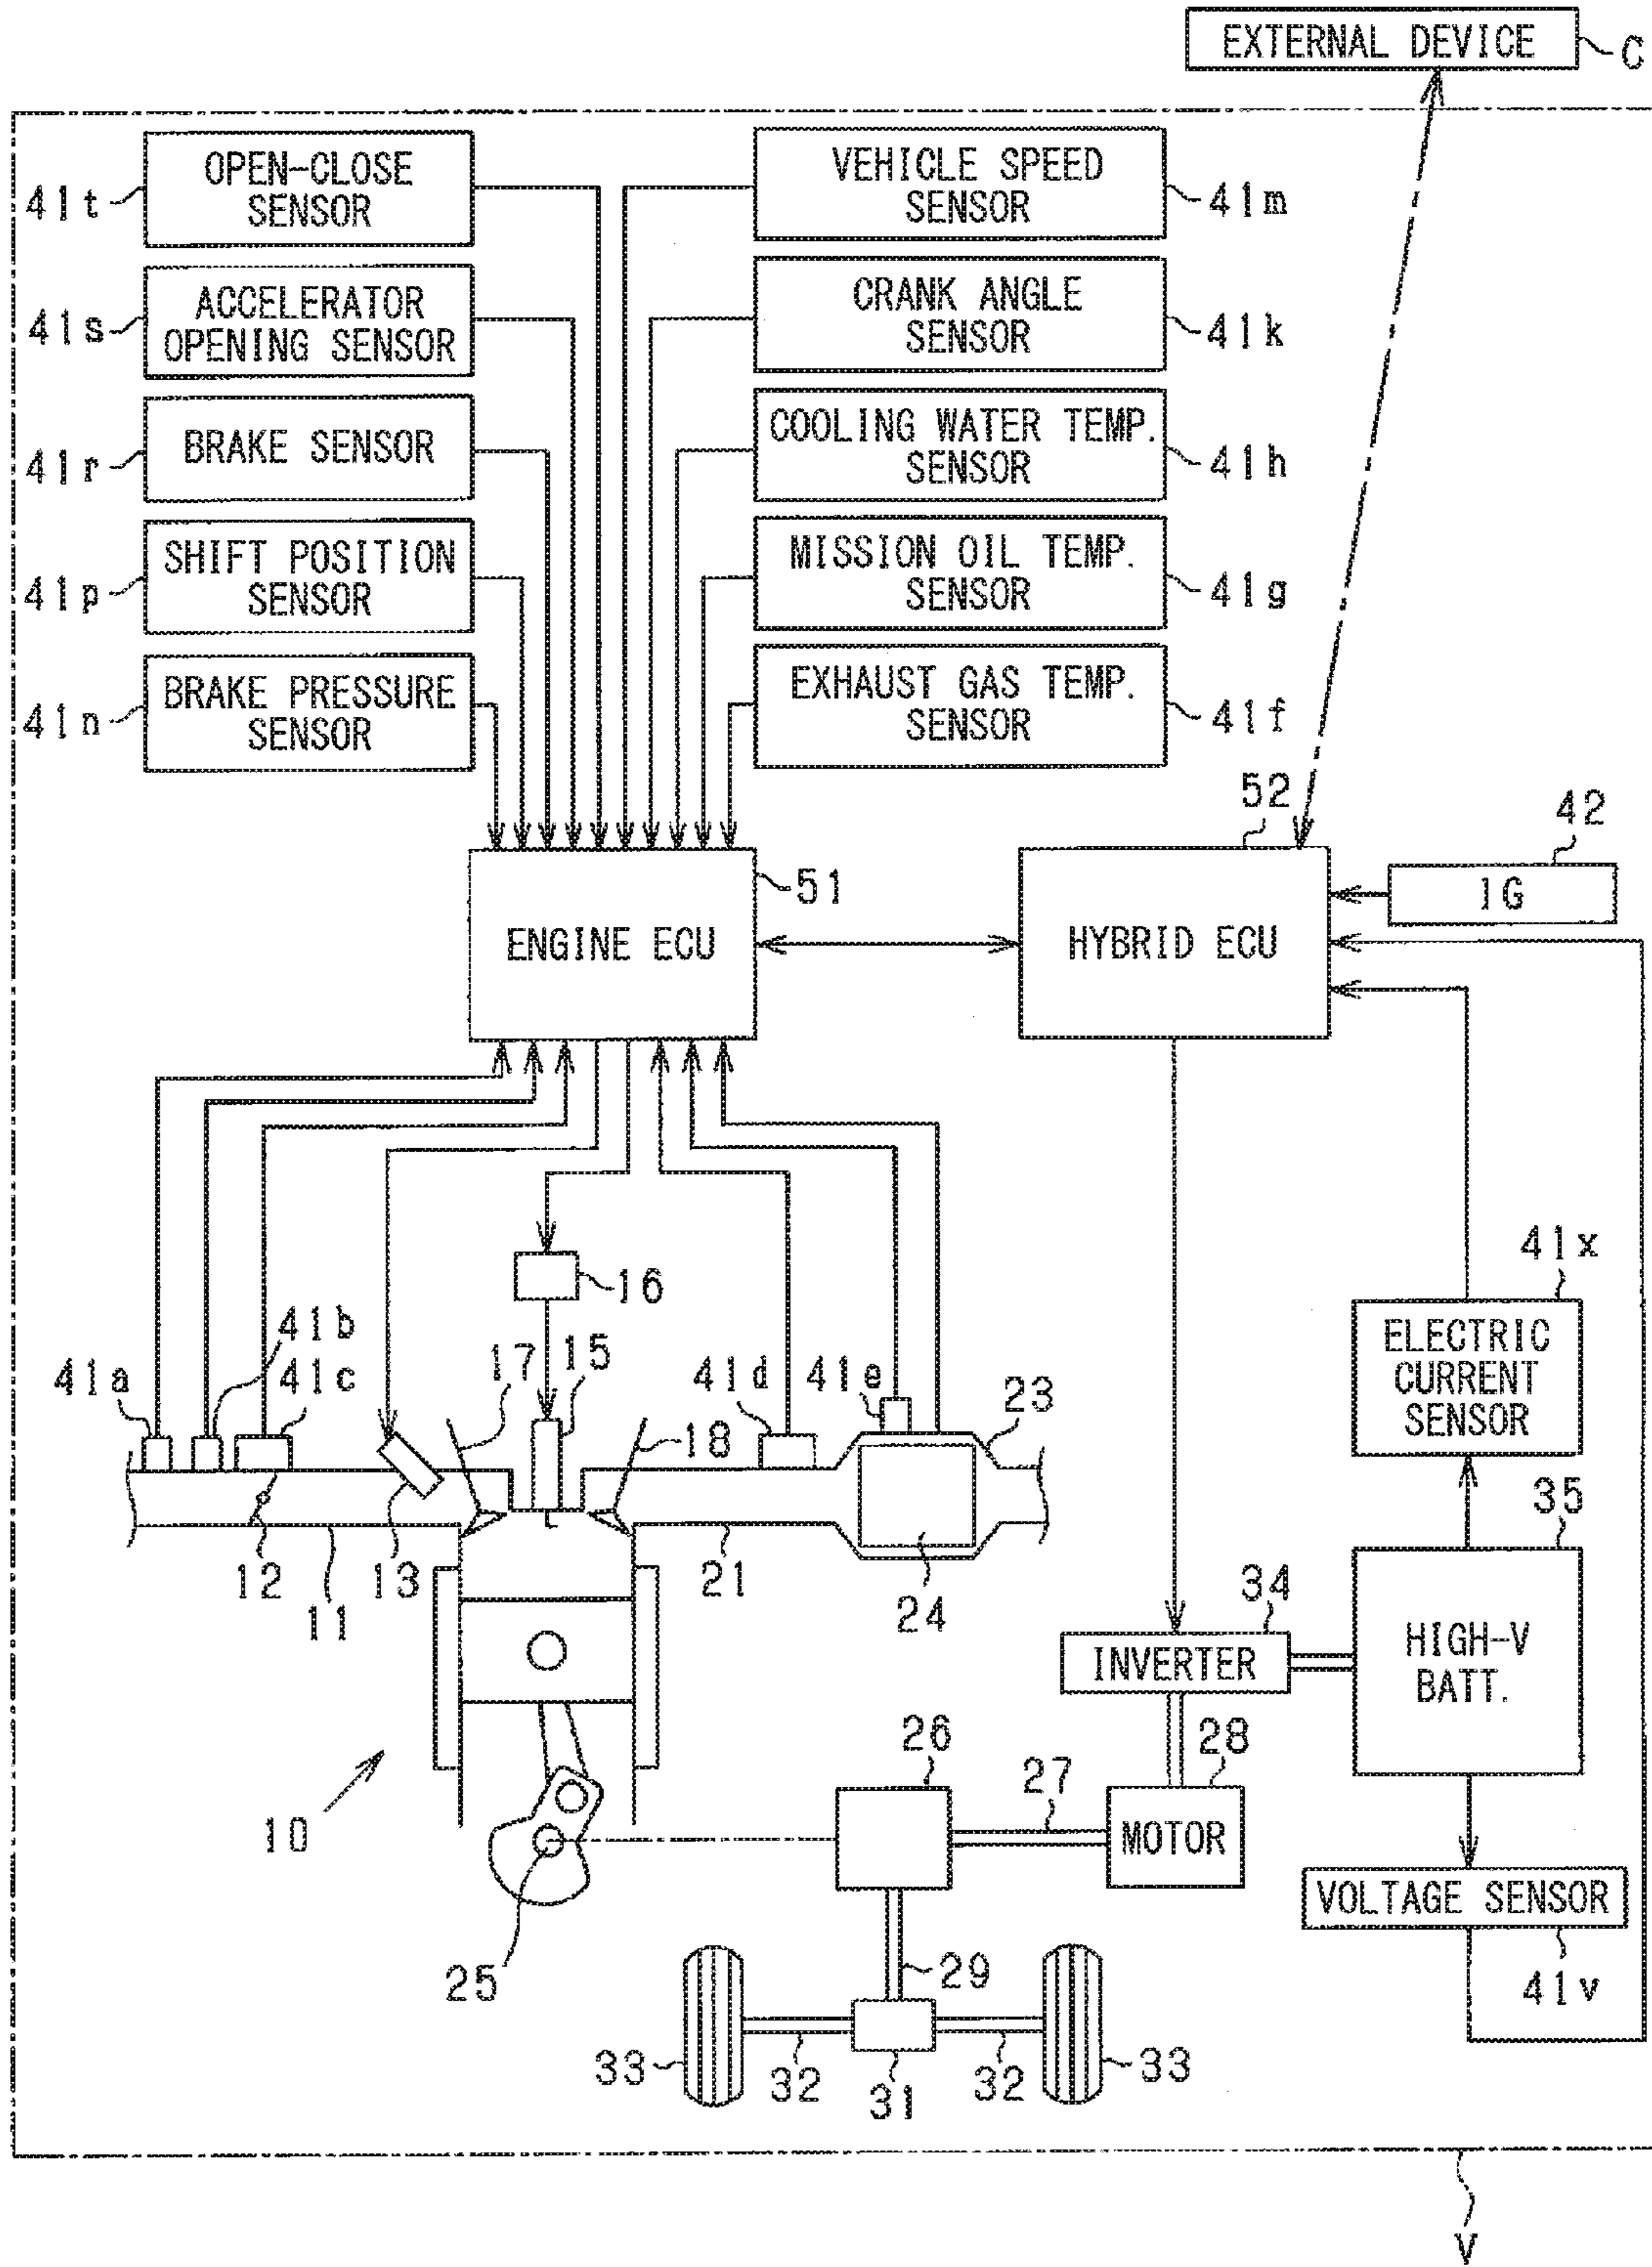 EXTERNAL DEVICE
C
OPEN-CLOSE
SENSOR
41t
VEHICLE SPEED
SENSOR
41m
ACCELERATOR
OPENING SENSOR
41s
CRANK ANGLE
SENSOR
41k
BRAKE SENSOR
41r
COOLING WATER TEMP.
SENSOR
41h
SHIFT POSITION
SENSOR
41p
MISSION OIL TEMP.
SENSOR
41g
BRAKE PRESSURE
SENSOR
41n
EXHAUST GAS TEMP.
SENSOR
41f
52
42
51
IG
ENGINE ECU
HYBRID ECU
41x
16
41b
ELECTRIC
CURRENT
SENSOR
41a
41c
17
15
41d
41e
23
18
35
12
11
13
21
24
34
INVERTER
HIGH-V
BATT.
26
27
28
10
MOTOR
VOLTAGE SENSOR
25
29
41v
33
32
31
32
33
V